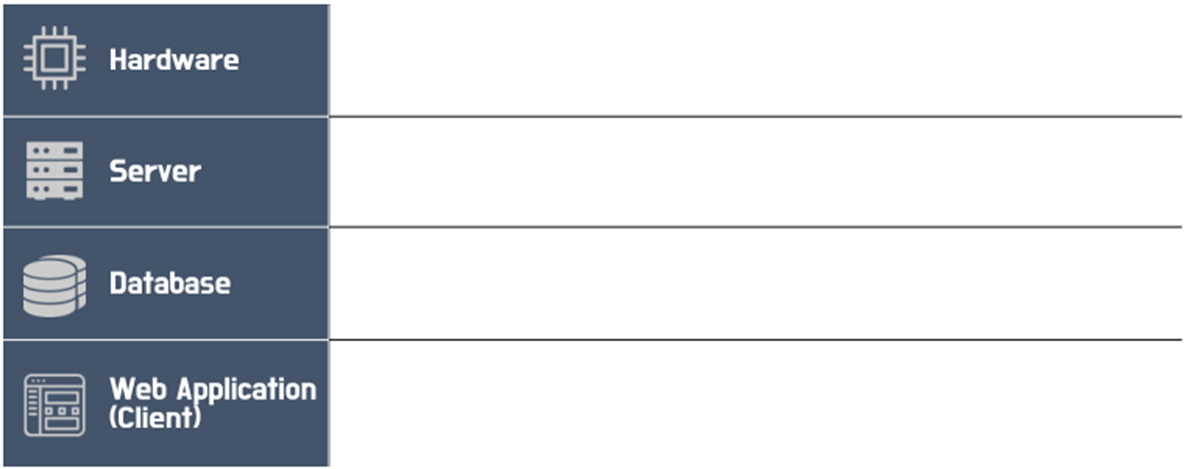 Hardware
Server
Database
Web Application
(Client)